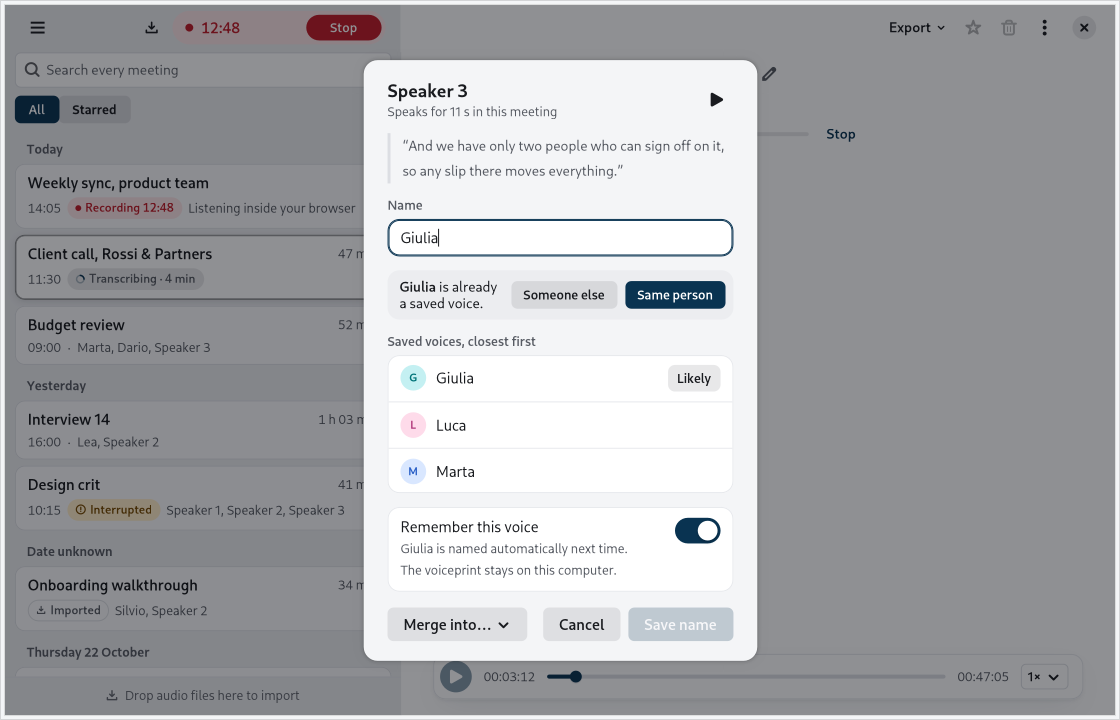 12:48
Stop
Export
Search every meeting
All
Starred
Today
Weekly sync, product team
14:05 Recording 12:48 Listening inside your browser
Client call, Rossi & Partners 47 m
11:30 Transcribing · 4 min
Budget review 52 m
09:00 · Marta, Dario, Speaker 3
Yesterday
Interview 14 1 h 03 m
16:00 · Lea, Speaker 2
Design crit 41 m
10:15 Interrupted Speaker 1, Speaker 2, Speaker 3
Date unknown
Onboarding walkthrough 34 m
Imported Silvio, Speaker 2
Thursday 22 October
Drop audio files here to import
Stop
Speaker 3
Speaks for 11 s in this meeting
“And we have only two people who can sign off on it,
so any slip there moves everything.”
Name
Giulia
Giulia is already
a saved voice.
Someone else
Same person
Saved voices, closest first
G Giulia Likely
L Luca
M Marta
Remember this voice
Giulia is named automatically next time.
The voiceprint stays on this computer.
Merge into…
Cancel
Save name
00:03:12
00:47:05
1×